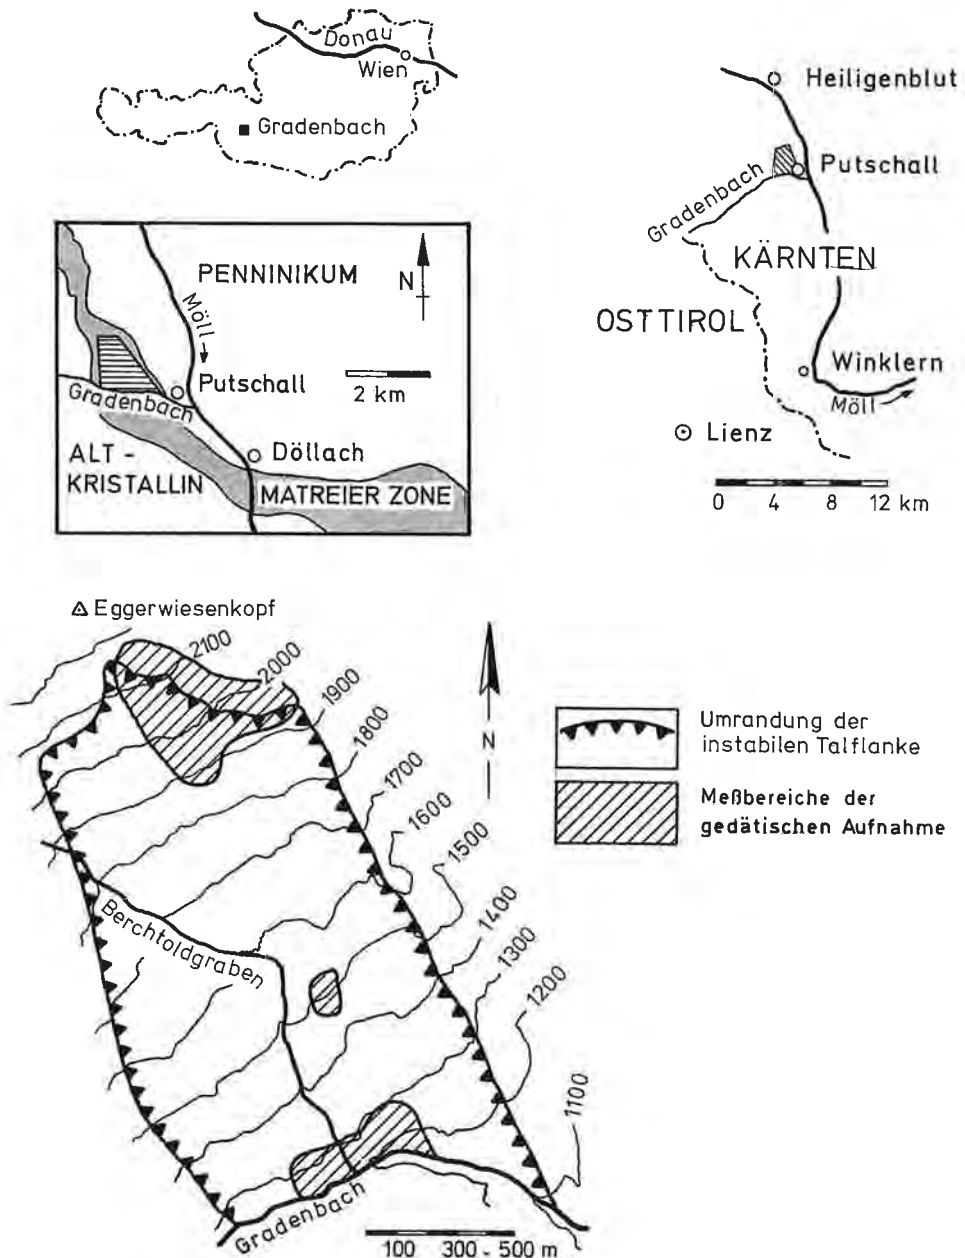 Donau
Wien
Gradenbach
Heiligenblut
Putschall
Gradenbach
KÄRNTEN
OSTTIROL
Winklern
Möll
Lienz
0 4 8 12 km
PENNINIKUM
N
Möll
Putschall
2 km
Gradenbach
Döllach
ALT -
KRISTALLIN
MATREIER ZONE
Eggerwiesenkopf
2100
2000
1900
1800
1700
1600
1500
1400
1300
1200
1100
N
Berchtoldgraben
Gradenbach
100 300 - 500 m
Umrandung der
instabilen Talflanke
Meßbereiche der
gedätischen Aufnahme